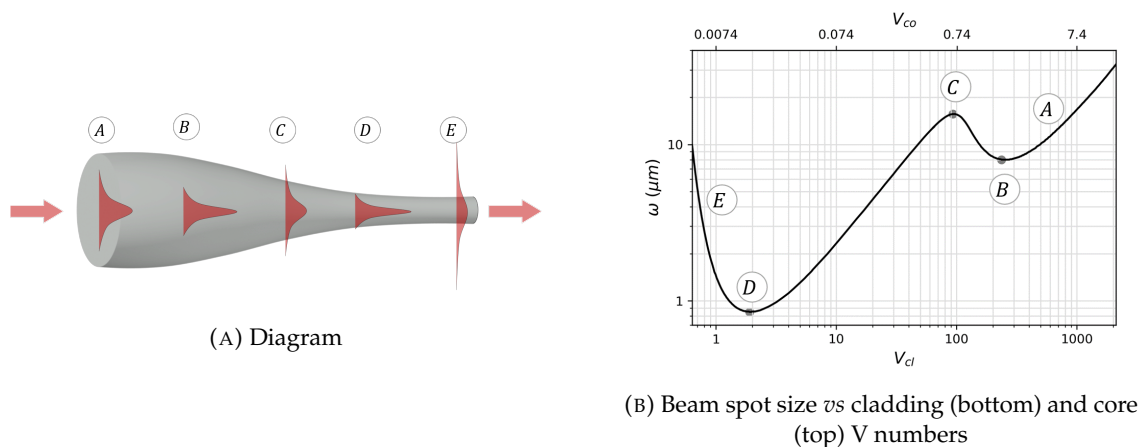 A
B
C
D
E
(A) Diagram
V_co
0.0074
0.074
0.74
7.4
C
A
10
B
ω (μm)
E
D
1
1
10
100
1000
V_cl
(B) Beam spot size vs cladding (bottom) and core
(top) V numbers